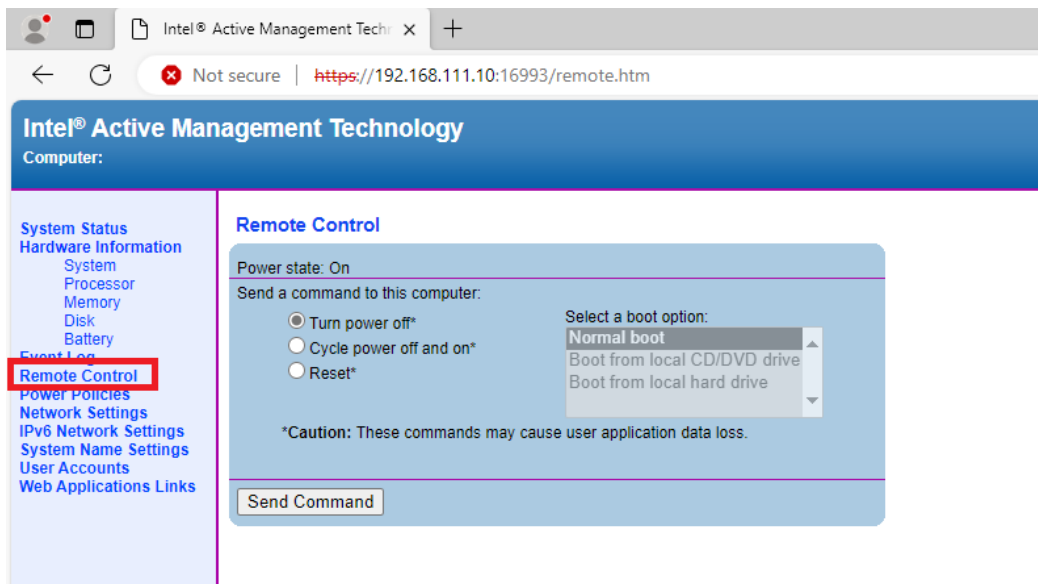 Intel® Active Management Techn
Not secure | https://192.168.111.10:16993/remote.htm
Intel® Active Management Technology
Computer:
System Status
Hardware Information
System
Processor
Memory
Disk
Battery
Event Log
Remote Control
Power Policies
Network Settings
IPv6 Network Settings
System Name Settings
User Accounts
Web Applications Links
Remote Control
Power state: On
Send a command to this computer:
Turn power off*
Cycle power off and on*
Reset*
Select a boot option:
Normal boot
Boot from local CD/DVD drive
Boot from local hard drive
*Caution: These commands may cause user application data loss.
Send Command